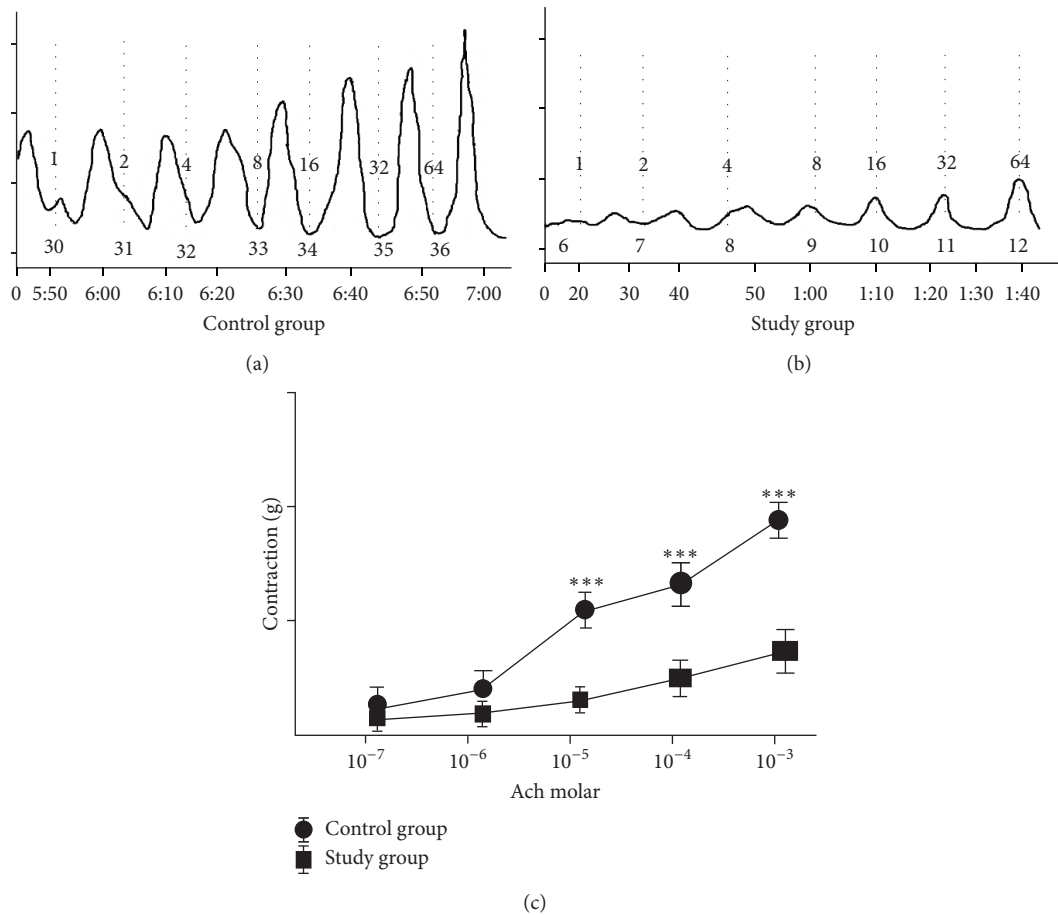 1 2 4 8 16 32 64
30 31 32 33 34 35 36
0 5:50 6:00 6:10 6:20 6:30 6:40 6:50 7:00
Control group
(a)
1 2 4 8 16 32 64
6 7 8 9 10 11 12
0 20 30 40 50 1:00 1:10 1:20 1:30 1:40
Study group
(b)
Contraction (g)
***
***
***
10⁻⁷ 10⁻⁶ 10⁻⁵ 10⁻⁴ 10⁻³
Ach molar
Control group
Study group
(c)